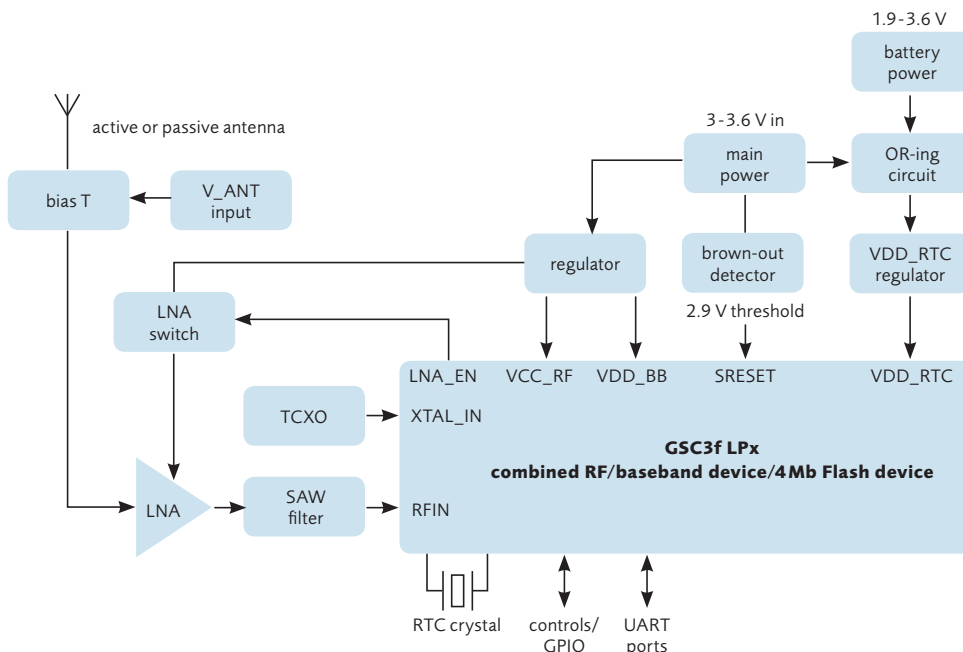 1.9-3.6 V
battery
power
active or passive antenna
3-3.6 V in
main
power
OR-ing
circuit
bias T
V_ANT
input
regulator
brown-out
detector
VDD_RTC
regulator
LNA
switch
2.9 V threshold
LNA_EN
VCC_RF
VDD_BB
SRESET
VDD_RTC
TCXO
XTAL_IN
GSC3f LPx
combined RF/baseband device/4Mb Flash device
LNA
SAW
filter
RFIN
RTC crystal
controls/
GPIO
UART
ports